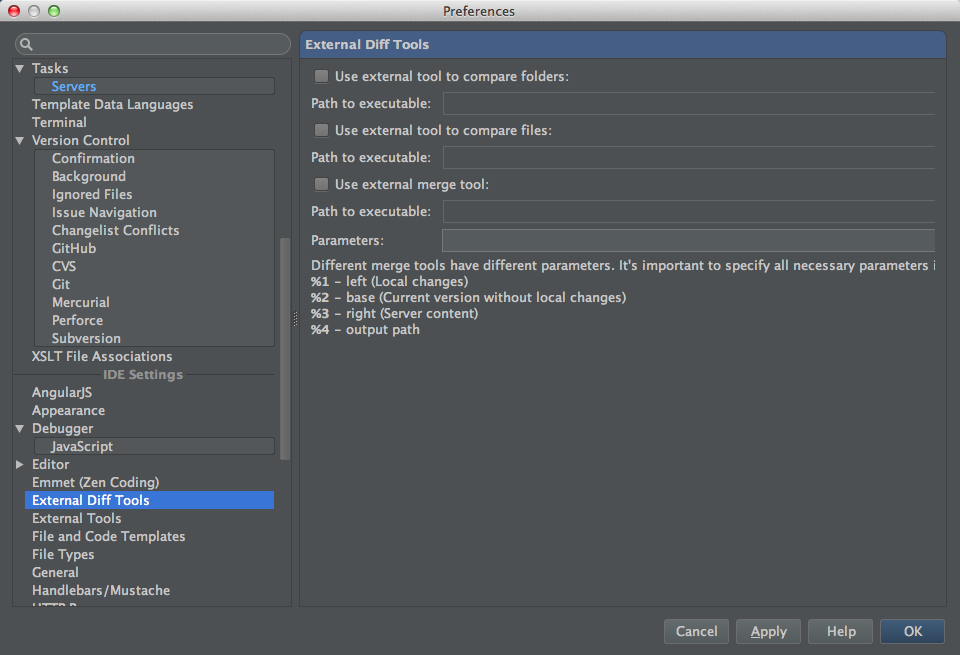 Preferences
Tasks
Servers
Template Data Languages
Terminal
Version Control
Confirmation
Background
Ignored Files
Issue Navigation
Changelist Conflicts
GitHub
CVS
Git
Mercurial
Perforce
Subversion
XSLT File Associations
IDE Settings
AngularJS
Appearance
Debugger
JavaScript
Editor
Emmet (Zen Coding)
External Diff Tools
External Tools
File and Code Templates
File Types
General
Handlebars/Mustache
External Diff Tools
Use external tool to compare folders:
Path to executable:
Use external tool to compare files:
Path to executable:
Use external merge tool:
Path to executable:
Parameters:
Different merge tools have different parameters. It's important to specify all necessary parameters i
%1 – left (Local changes)
%2 – base (Current version without local changes)
%3 – right (Server content)
%4 – output path
Cancel
Apply
Help
OK